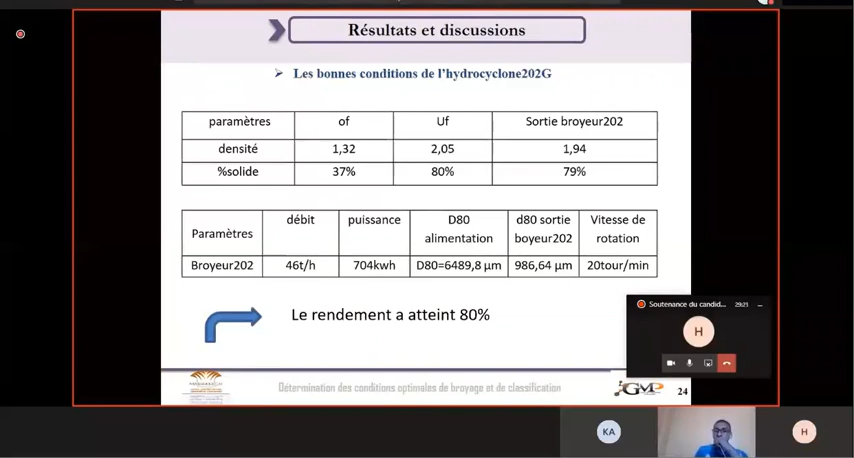 Résultats et discussions
➢ Les bonnes conditions de l'hydrocyclone202G
paramètres of Uf Sortie broyeur202
densité 1,32 2,05 1,94
%solide 37% 80% 79%
Paramètres débit puissance D80 alimentation d80 sortie boyeur202 Vitesse de rotation
Broyeur202 46t/h 704kwh D80=6489,8 µm 986,64 µm 20tour/min
Le rendement a atteint 80%
Soutenance du candid... 29:21
H
Détermination des conditions optimales de broyage et de classification
GMP
24
KA
H